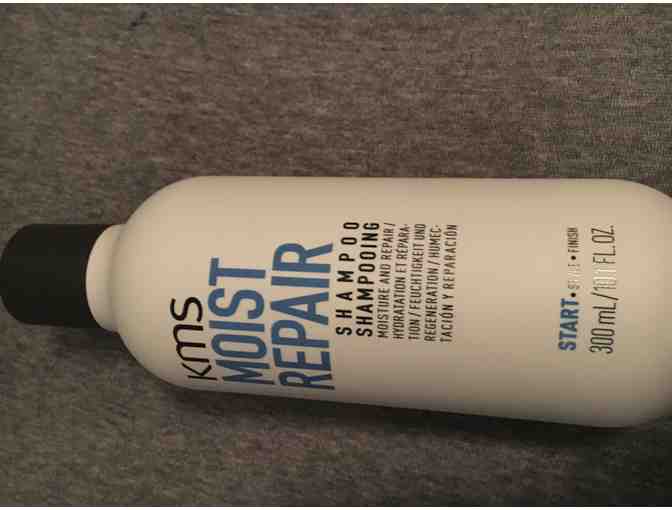 kms
MOIST
REPAIR
SHAMPOO
SHAMPOOING
MOISTURE AND REPAIR /
HYDRATATION ET RÉPARA-
TION / FEUCHTIGKEIT UND
REGENERATION / HUMEC-
TACIÓN Y REPARACIÓN
START • STYLE • FINISH
300 mL/10.1 FL.OZ.